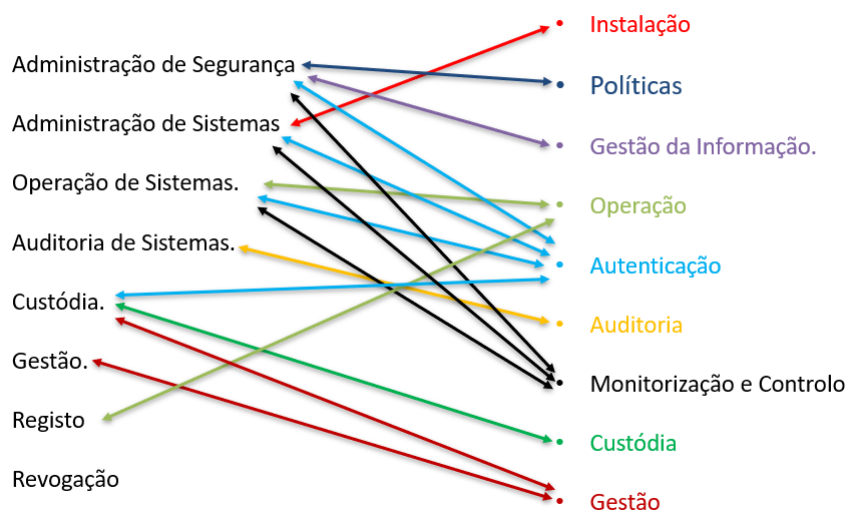 Administração de Segurança
Administração de Sistemas
Operação de Sistemas.
Auditoria de Sistemas.
Custódia.
Gestão.
Registo
Revogação
• Instalação
• Políticas
• Gestão da Informação.
• Operação
• Autenticação
• Auditoria
• Monitorização e Controlo
• Custódia
• Gestão